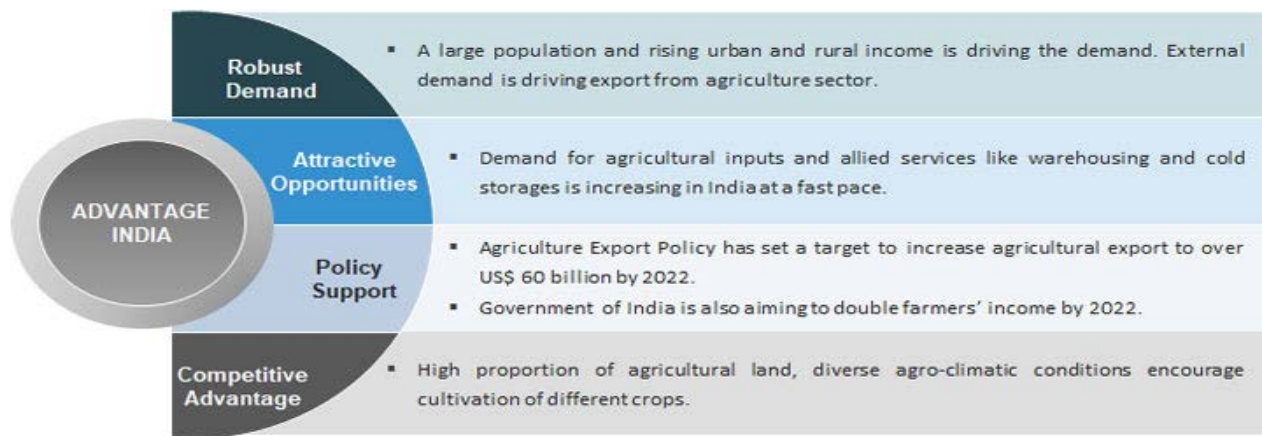 ADVANTAGE
INDIA
Robust
Demand
▪ A large population and rising urban and rural income is driving the demand. External
demand is driving export from agriculture sector.
Attractive
Opportunities
▪ Demand for agricultural inputs and allied services like warehousing and cold
storages is increasing in India at a fast pace.
Policy
Support
▪ Agriculture Export Policy has set a target to increase agricultural export to over
US$ 60 billion by 2022.
▪ Government of India is also aiming to double farmers’ income by 2022.
Competitive
Advantage
▪ High proportion of agricultural land, diverse agro-climatic conditions encourage
cultivation of different crops.